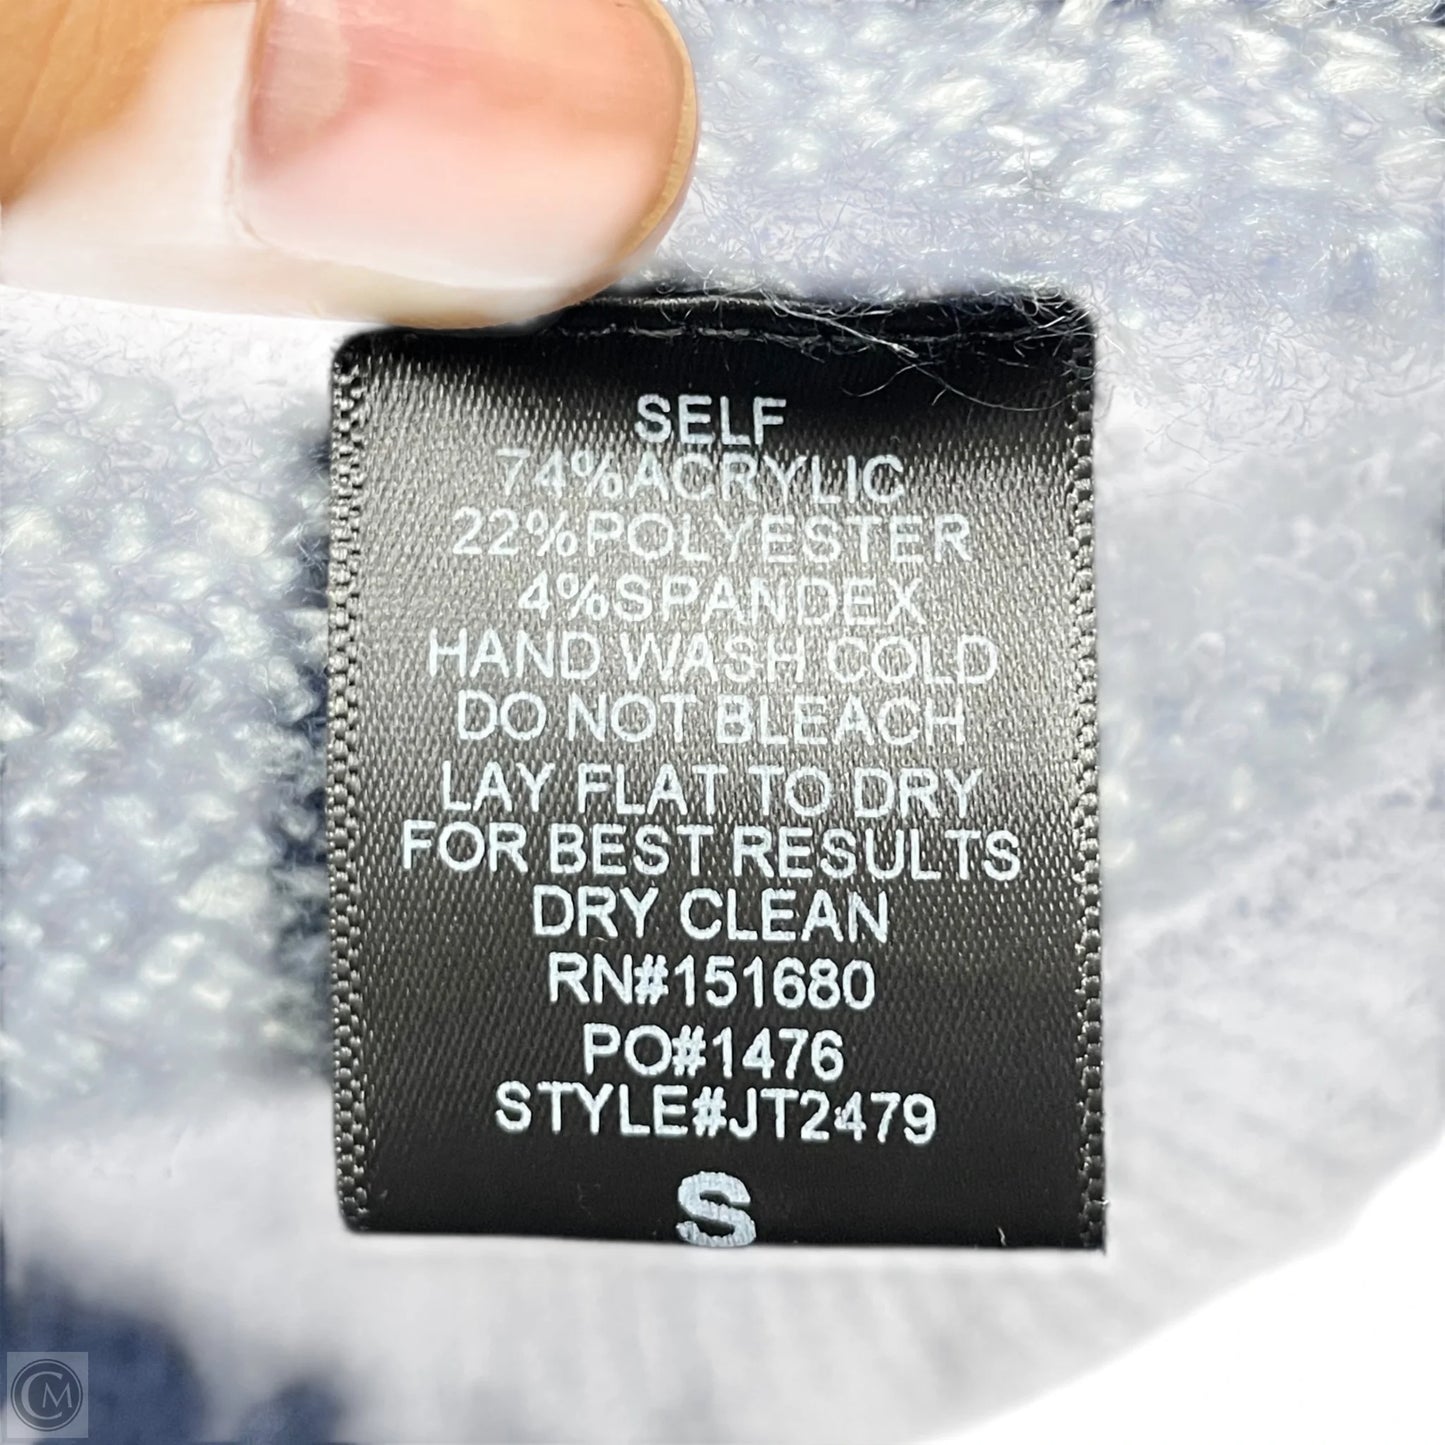 SELF
74%ACRYLIC
22%POLYESTER
4%SPANDEX
HAND WASH COLD
DO NOT BLEACH
LAY FLAT TO DRY
FOR BEST RESULTS
DRY CLEAN
RN#151680
PO#1476
STYLE#JT2479
S
CM